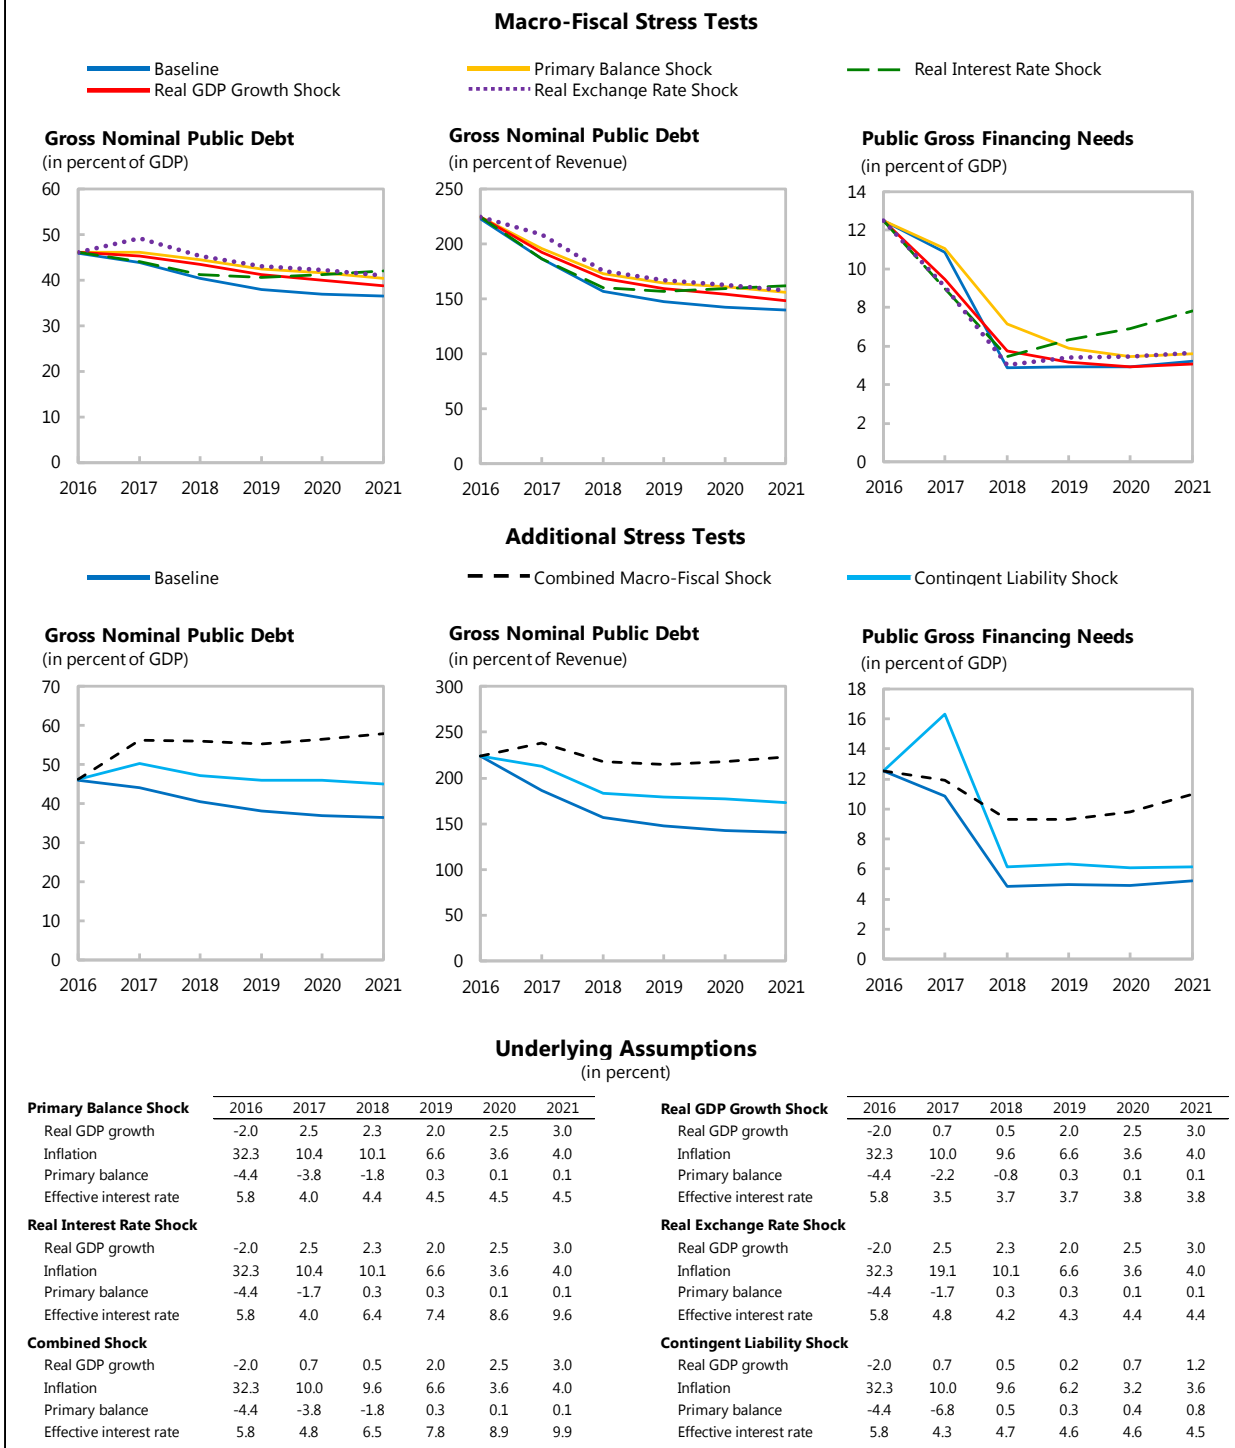 Macro-Fiscal Stress Tests
Baseline
Primary Balance Shock
Real Interest Rate Shock
Real GDP Growth Shock
Real Exchange Rate Shock
Gross Nominal Public Debt
(in percent of GDP)
60
50
40
30
20
10
0
2016 2017 2018 2019 2020 2021
Gross Nominal Public Debt
(in percent of Revenue)
250
200
150
100
50
0
2016 2017 2018 2019 2020 2021
Public Gross Financing Needs
(in percent of GDP)
14
12
10
8
6
4
2
0
2016 2017 2018 2019 2020 2021
Additional Stress Tests
Baseline
Combined Macro-Fiscal Shock
Contingent Liability Shock
Gross Nominal Public Debt
(in percent of GDP)
70
60
50
40
30
20
10
0
2016 2017 2018 2019 2020 2021
Gross Nominal Public Debt
(in percent of Revenue)
300
250
200
150
100
50
0
2016 2017 2018 2019 2020 2021
Public Gross Financing Needs
(in percent of GDP)
18
16
14
12
10
8
6
4
2
0
2016 2017 2018 2019 2020 2021
Underlying Assumptions
(in percent)
Primary Balance Shock 2016 2017 2018 2019 2020 2021
Real GDP growth -2.0 2.5 2.3 2.0 2.5 3.0
Inflation 32.3 10.4 10.1 6.6 3.6 4.0
Primary balance -4.4 -3.8 -1.8 0.3 0.1 0.1
Effective interest rate 5.8 4.0 4.4 4.5 4.5 4.5
Real Interest Rate Shock
Real GDP growth -2.0 2.5 2.3 2.0 2.5 3.0
Inflation 32.3 10.4 10.1 6.6 3.6 4.0
Primary balance -4.4 -1.7 0.3 0.3 0.1 0.1
Effective interest rate 5.8 4.0 6.4 7.4 8.6 9.6
Combined Shock
Real GDP growth -2.0 0.7 0.5 2.0 2.5 3.0
Inflation 32.3 10.0 9.6 6.6 3.6 4.0
Primary balance -4.4 -3.8 -1.8 0.3 0.1 0.1
Effective interest rate 5.8 4.8 6.5 7.8 8.9 9.9
Real GDP Growth Shock 2016 2017 2018 2019 2020 2021
Real GDP growth -2.0 0.7 0.5 2.0 2.5 3.0
Inflation 32.3 10.0 9.6 6.6 3.6 4.0
Primary balance -4.4 -2.2 -0.8 0.3 0.1 0.1
Effective interest rate 5.8 3.5 3.7 3.7 3.8 3.8
Real Exchange Rate Shock
Real GDP growth -2.0 2.5 2.3 2.0 2.5 3.0
Inflation 32.3 19.1 10.1 6.6 3.6 4.0
Primary balance -4.4 -1.7 0.3 0.3 0.1 0.1
Effective interest rate 5.8 4.8 4.2 4.3 4.4 4.4
Contingent Liability Shock
Real GDP growth -2.0 0.7 0.5 0.2 0.7 1.2
Inflation 32.3 10.0 9.6 6.2 3.2 3.6
Primary balance -4.4 -6.8 0.5 0.3 0.4 0.8
Effective interest rate 5.8 4.3 4.7 4.6 4.6 4.5